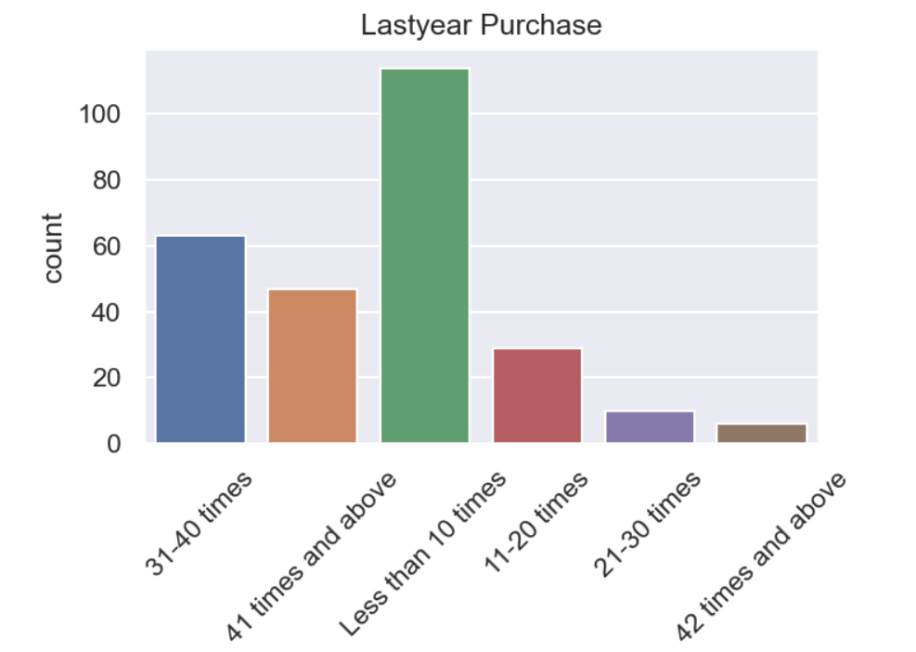 Lastyear Purchase
count
100
80
60
40
20
0
31-40 times
41 times and above
Less than 10 times
11-20 times
21-30 times
42 times and above